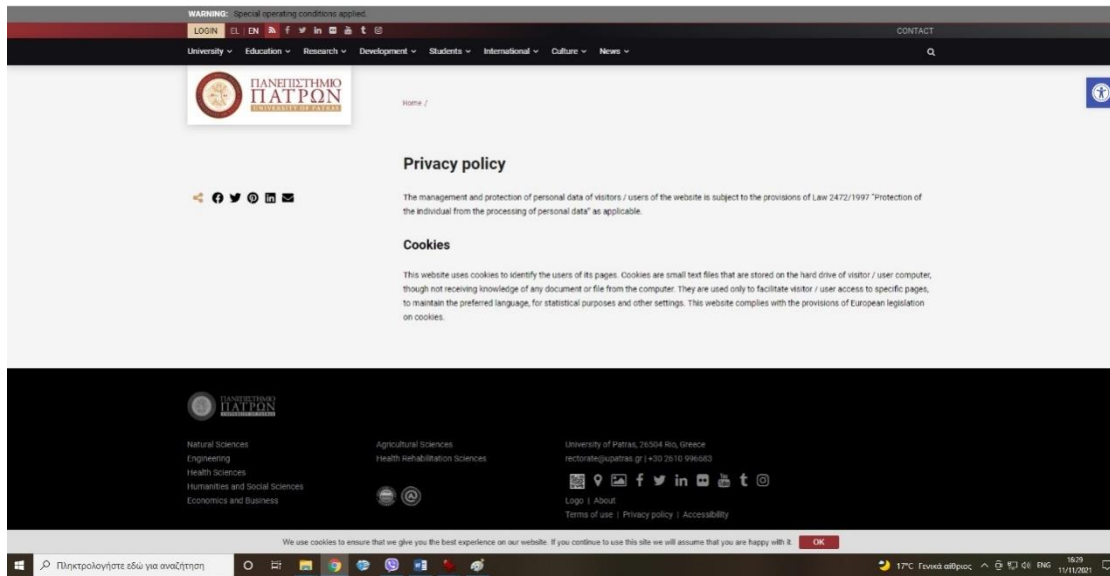 WARNING: Special operating conditions applied.
LOGIN EL | EN CONTACT
University Education Research Development Students International Culture News
ΠΑΝΕΠΙΣΤΗΜΙΟ
ΠΑΤΡΩΝ
UNIVERSITY OF PATRAS
Home /
Privacy policy
The management and protection of personal data of visitors / users of the website is subject to the provisions of Law 2472/1997 "Protection of
the individual from the processing of personal data" as applicable.
Cookies
This website uses cookies to identify the users of its pages. Cookies are small text files that are stored on the hard drive of visitor / user computer,
though not receiving knowledge of any document or file from the computer. They are used only to facilitate visitor / user access to specific pages,
to maintain the preferred language, for statistical purposes and other settings. This website complies with the provisions of European legislation
on cookies.
ΠΑΝΕΠΙΣΤΗΜΙΟ
ΠΑΤΡΩΝ
UNIVERSITY OF PATRAS
Natural Sciences
Engineering
Health Sciences
Humanities and Social Sciences
Economics and Business
Agricultural Sciences
Health Rehabilitation Sciences
University of Patras, 26504 Rio, Greece
rectorate@upatras.gr | +30 2610 996683
Logo | About
Terms of use | Privacy policy | Accessibility
We use cookies to ensure that we give you the best experience on our website. If you continue to use this site we will assume that you are happy with it. OK
Πληκτρολογήστε εδώ για αναζήτηση
17°C Γενικά αίθριος ENG
16:29
11/11/2021